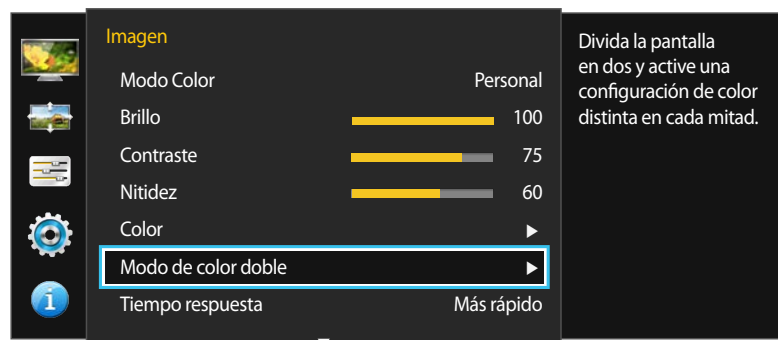 Imagen
Modo Color Personal
Brillo 100
Contraste 75
Nitidez 60
Color
Modo de color doble
Tiempo respuesta Más rápido
Divida la pantalla
en dos y active una
configuración de color
distinta en cada mitad.